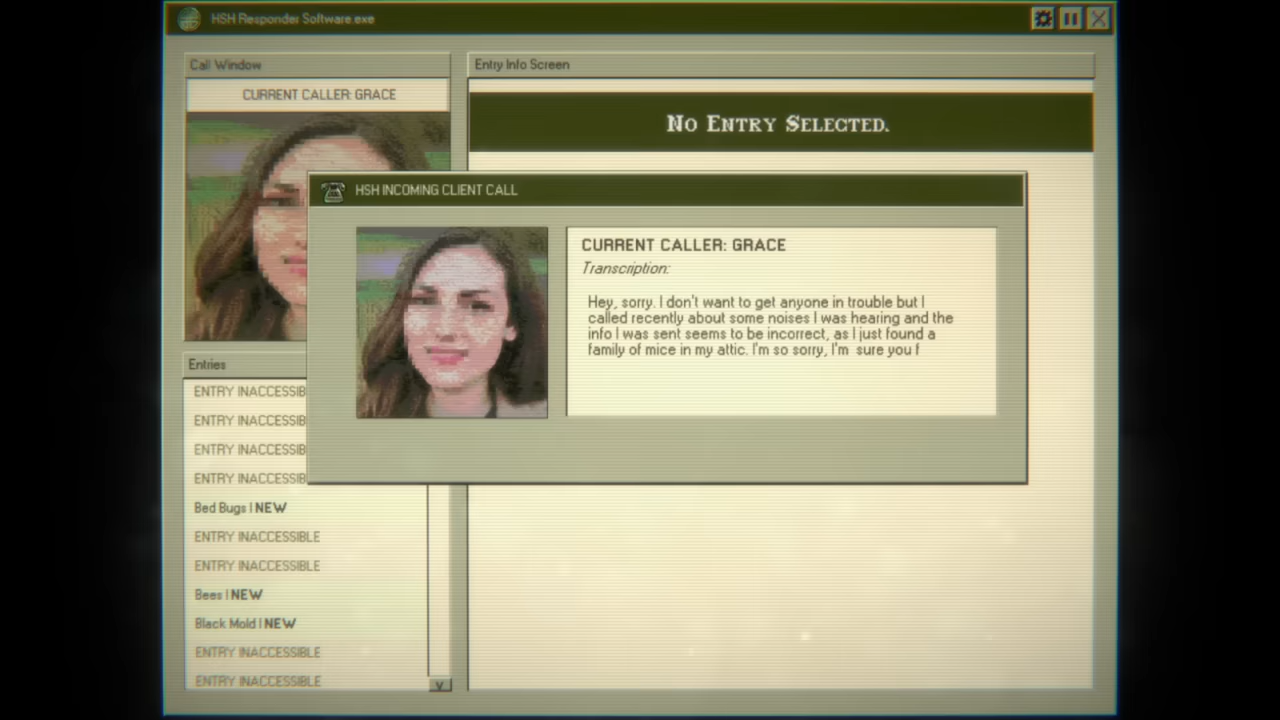 HSH Responder Software.exe
Call Window
CURRENT CALLER: GRACE
Entry Info Screen
No Entry Selected.
HSH INCOMING CLIENT CALL
CURRENT CALLER: GRACE
Transcription:
Hey, sorry. I don't want to get anyone in trouble but I
called recently about some noises I was hearing and the
info I was sent seems to be incorrect, as I just found a
family of mice in my attic. I'm so sorry, I'm  sure you f
Entries
ENTRY INACCESSIB
ENTRY INACCESSIB
ENTRY INACCESSIB
ENTRY INACCESSIB
Bed Bugs | NEW
ENTRY INACCESSIBLE
ENTRY INACCESSIBLE
Bees | NEW
Black Mold | NEW
ENTRY INACCESSIBLE
ENTRY INACCESSIBLE